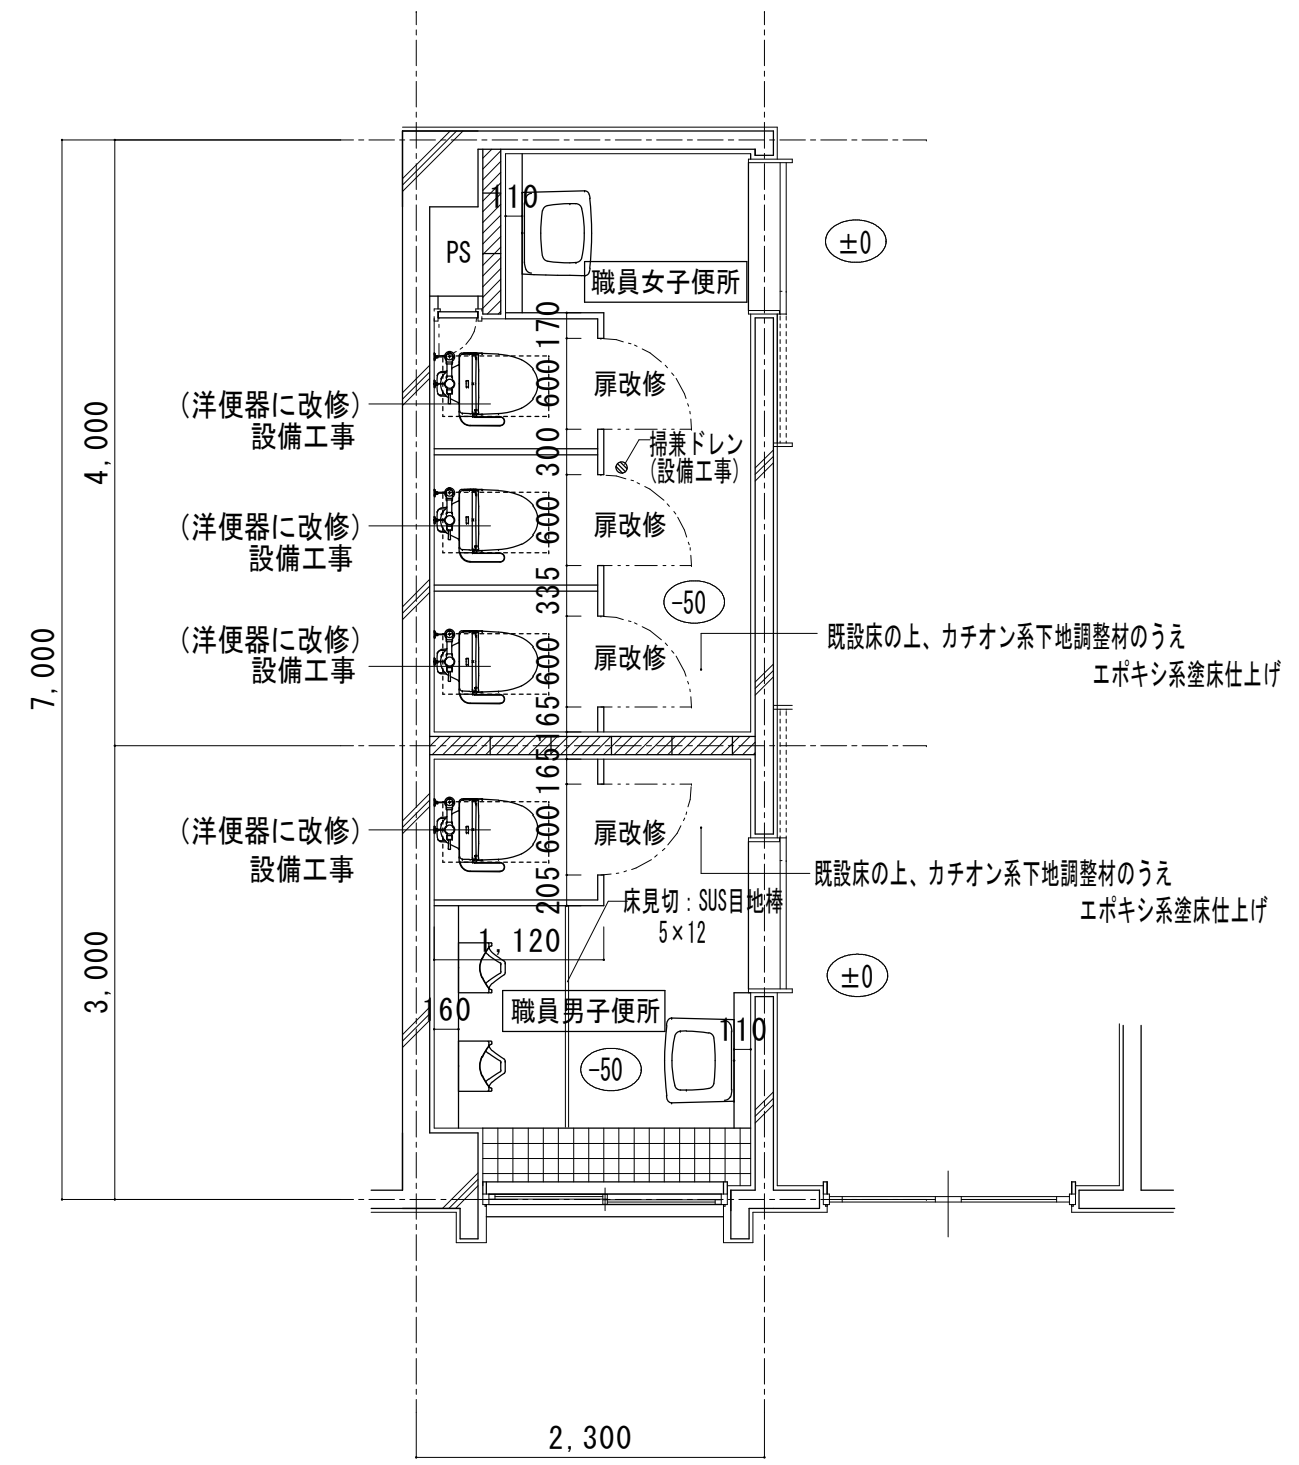 110
±0
PS
職員女子便所
170
600
扉改修
(洋便器に改修)
設備工事
4,000
300
掃兼ドレン
(設備工事)
600
扉改修
(洋便器に改修)
設備工事
335
-50
既設床の上、カチオン系下地調整材のうえ
エポキシ系塗床仕上げ
600
扉改修
(洋便器に改修)
設備工事
7,000
165
165
600
扉改修
(洋便器に改修)
設備工事
既設床の上、カチオン系下地調整材のうえ
エポキシ系塗床仕上げ
205
床見切：SUS目地棒
5×12
1,120
3,000
±0
160
職員男子便所
110
-50
2,300